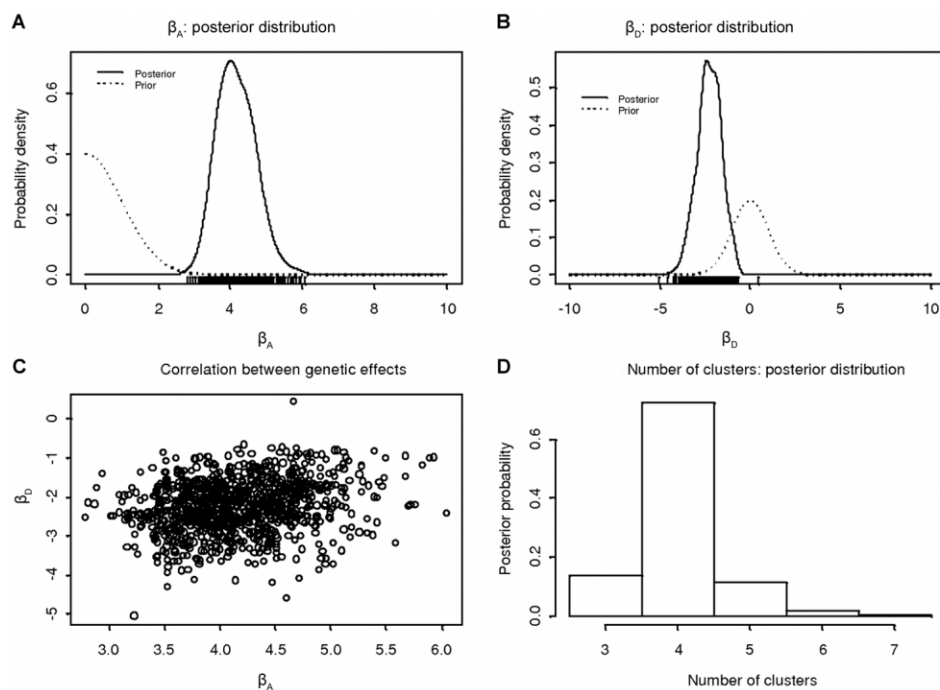 A
β_A: posterior distribution
Posterior
Prior
Probability density
0.0 0.2 0.4 0.6
0 2 4 6 8 10
β_A
B
β_D: posterior distribution
Posterior
Prior
Probability density
0.0 0.1 0.2 0.3 0.4 0.5
-10 -5 0 5 10
β_D
C
Correlation between genetic effects
β_D
-5 -4 -3 -2 -1 0
3.0 3.5 4.0 4.5 5.0 5.5 6.0
β_A
D
Number of clusters: posterior distribution
Posterior probability
0.0 0.2 0.6
3 4 5 6 7
Number of clusters